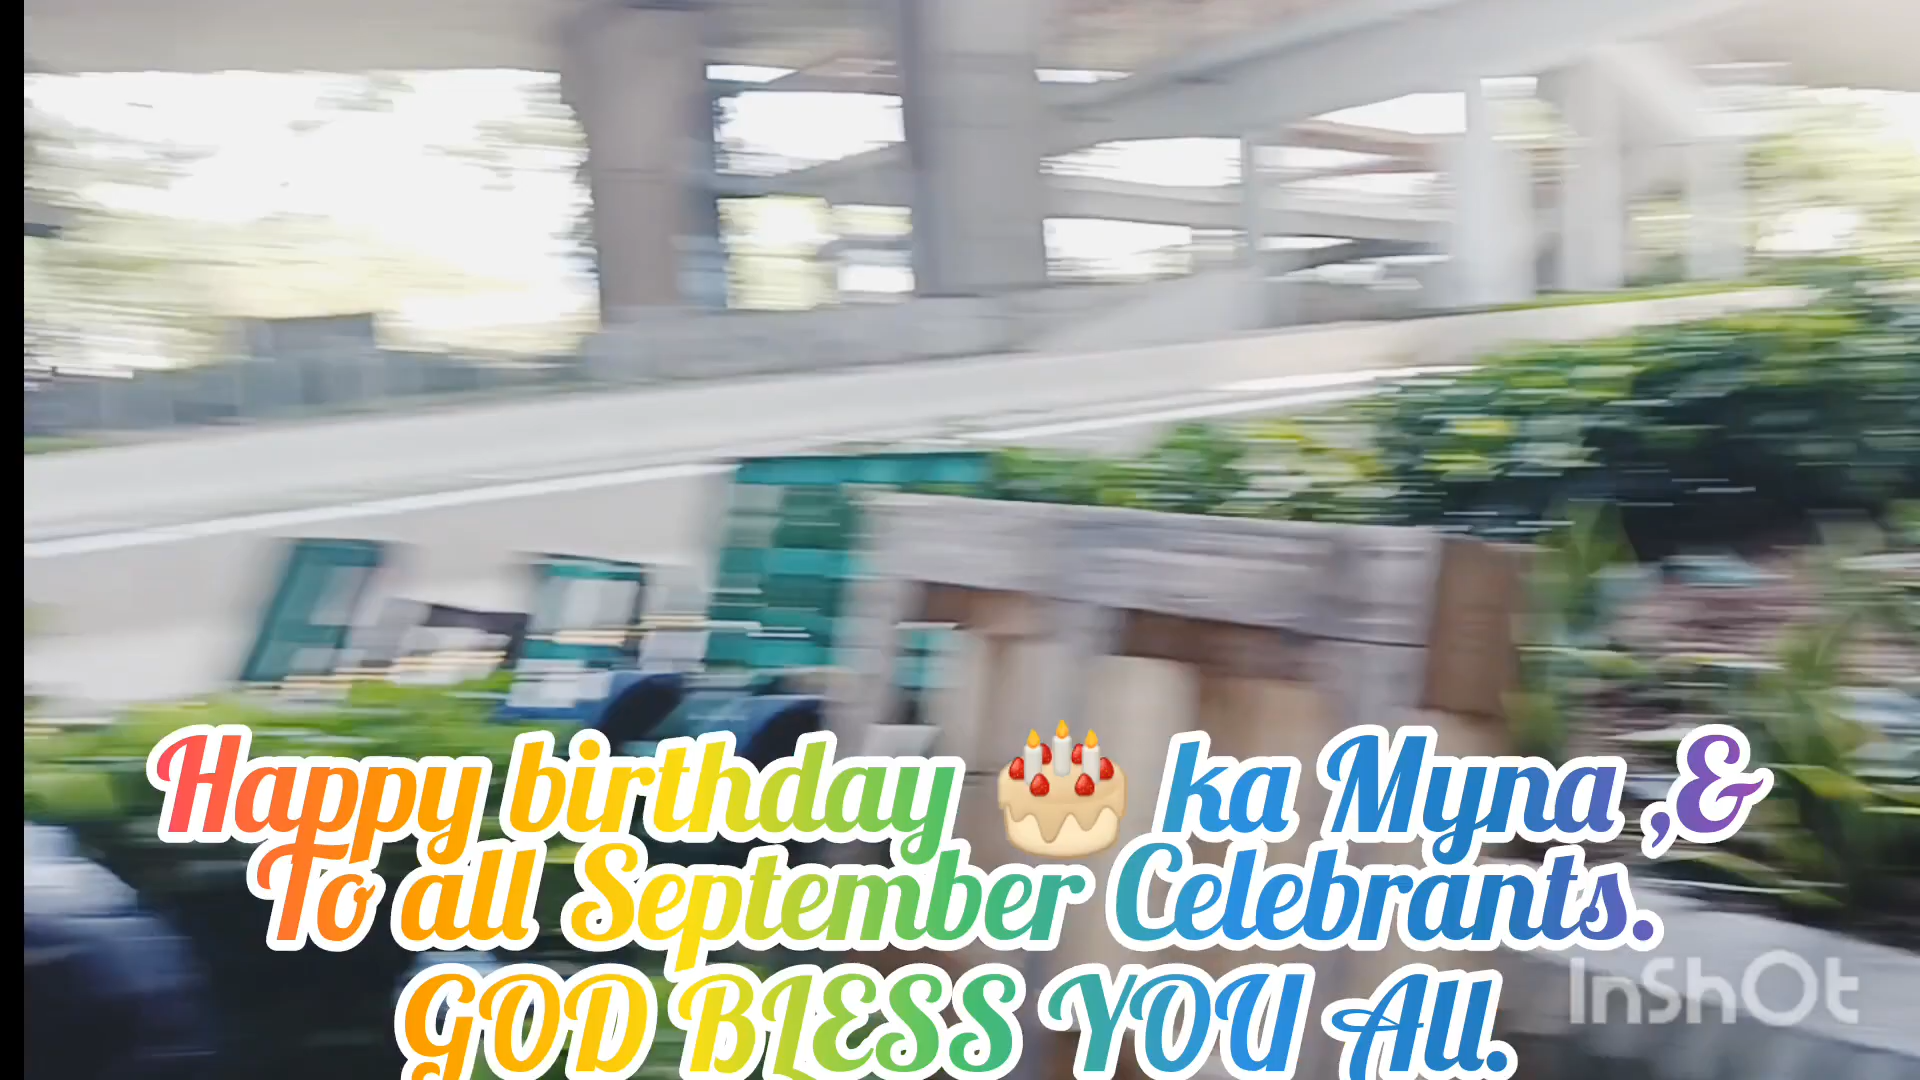 Happy birthday 🎂 ka Myna ,&
To all September Celebrants.
GOD BLESS YOU All.
InShOt